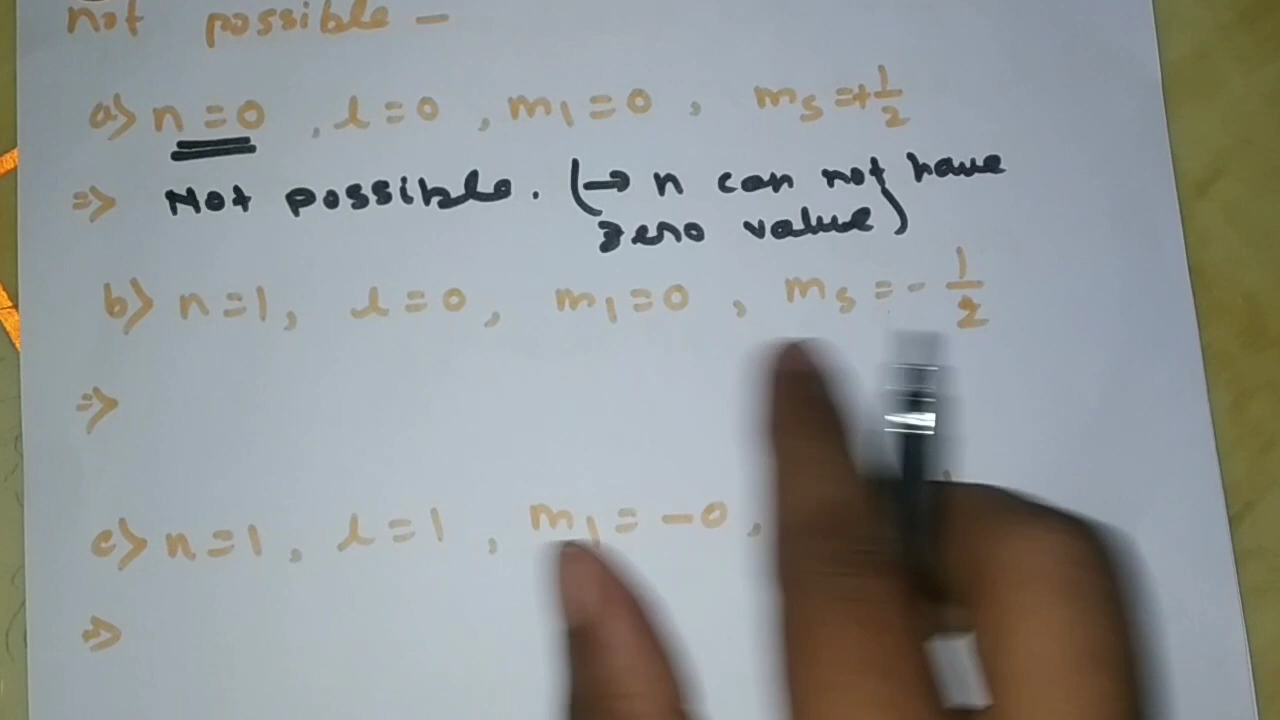 not possible -
a) n = 0 , l = 0 , m₁ = 0 , mₛ = + 1/2
=> Not possible. (→ n can not have
zero value)
b) n = 1, l = 0, m₁ = 0 , mₛ = - 1/2
=>
c) n = 1 , l = 1 , m₁ = - 0 ,
=>